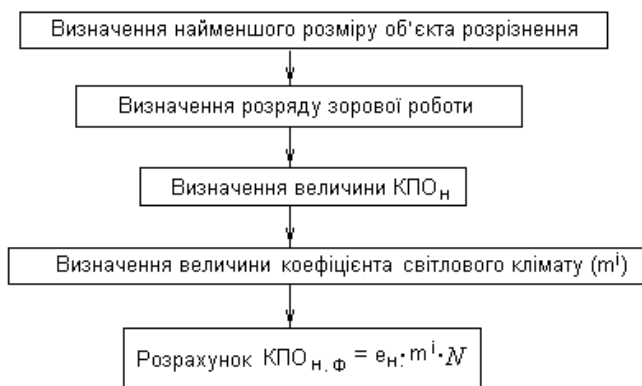 Визначення найменшого розміру об'єкта розрізнення
Визначення розряду зорової роботи
Визначення величини КПОн
Визначення величини коефіцієнта світлового клімату (mⁱ)
Розрахунок КПОн. Ф = eн: mⁱ·N